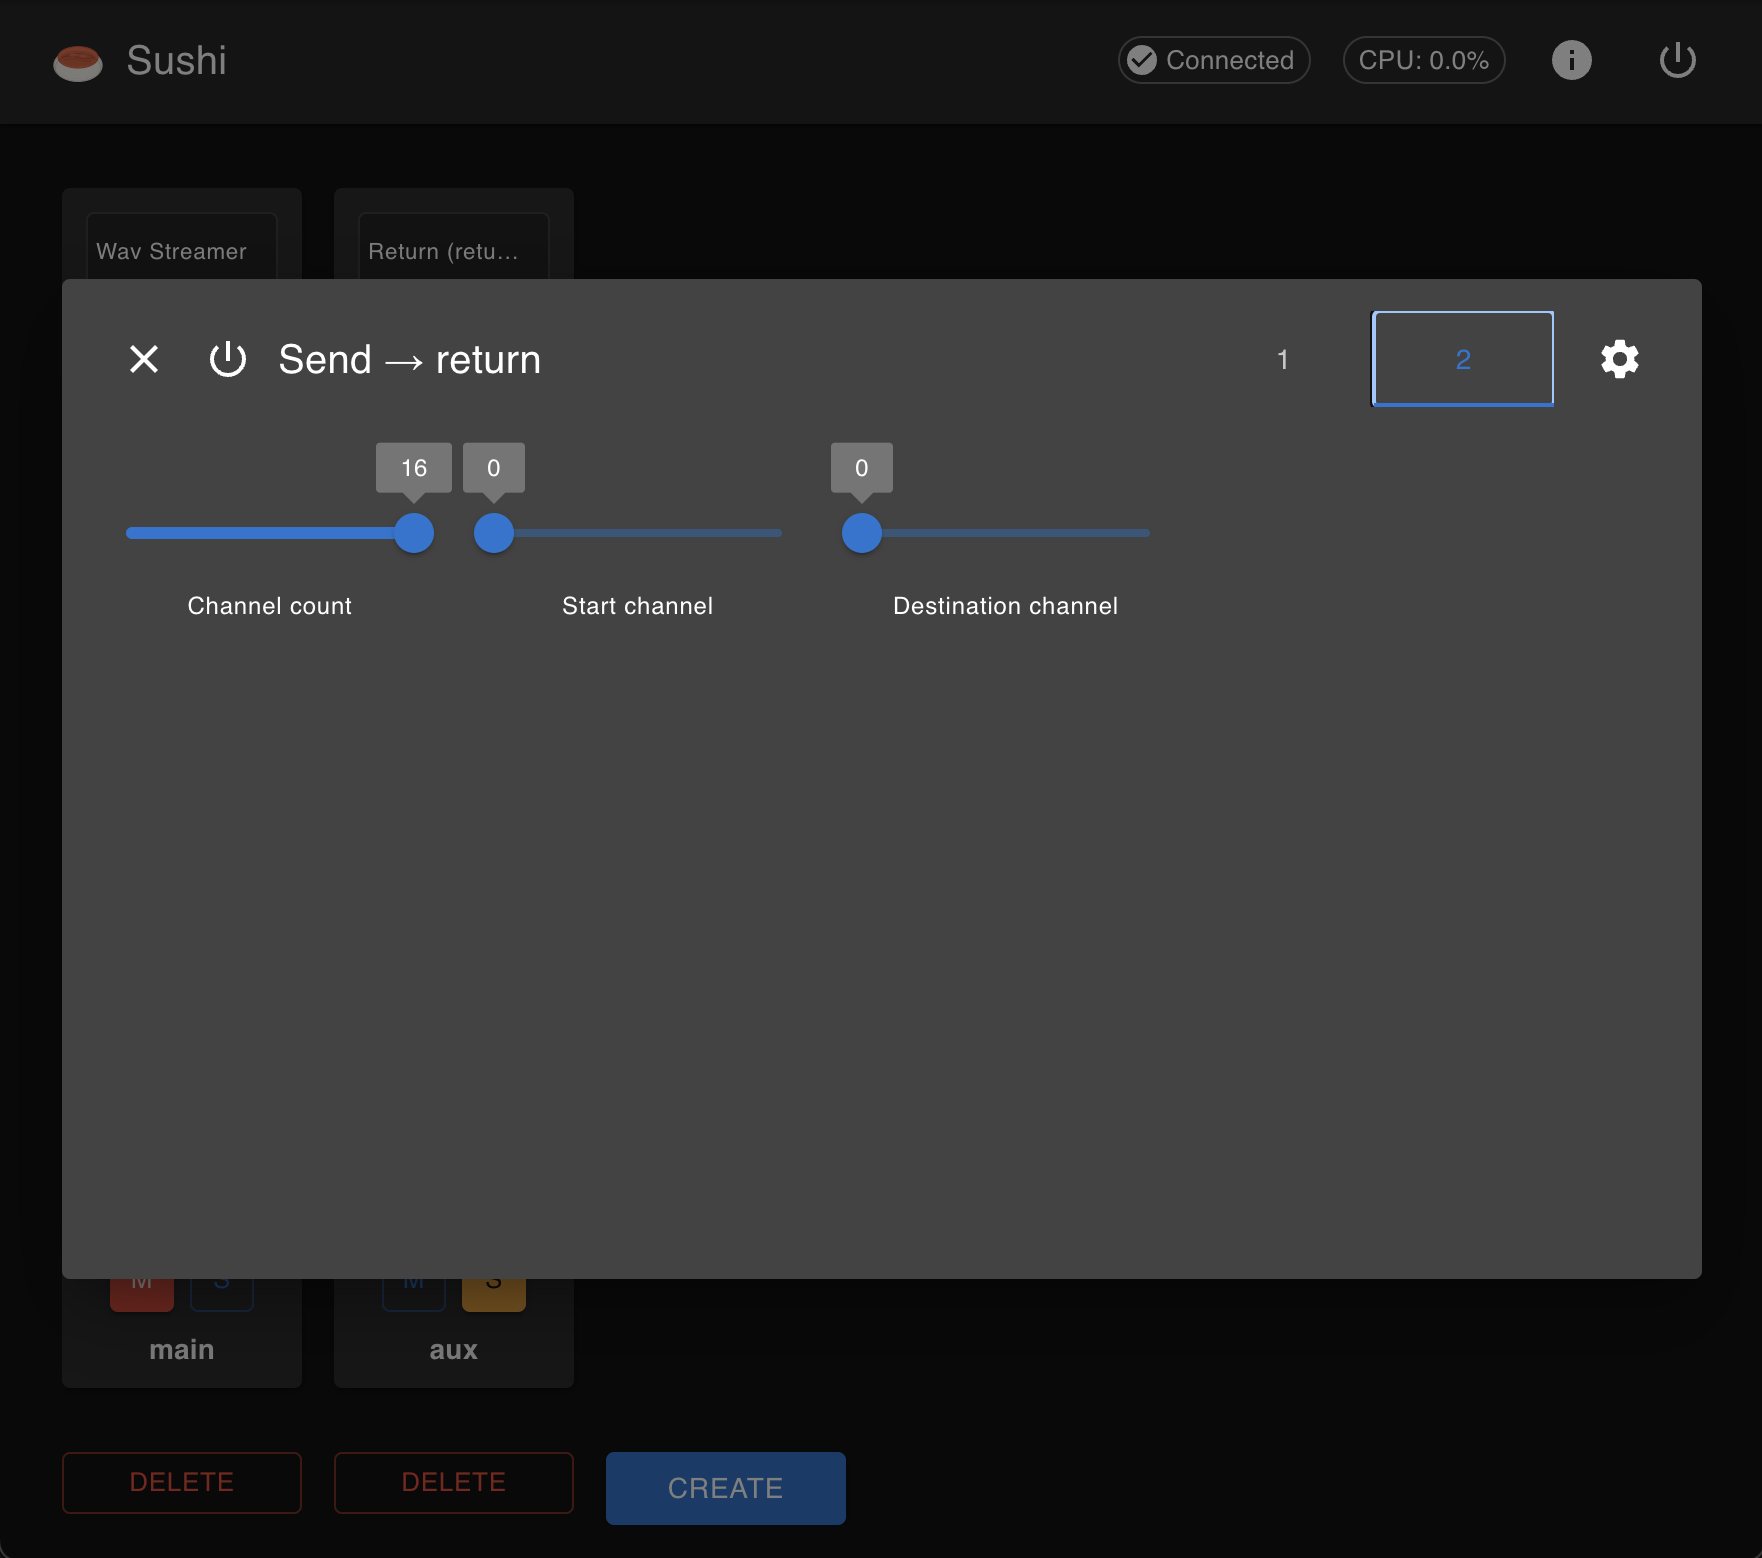 Sushi
Connected
CPU: 0.0%
Wav Streamer
Return (retu...
Send → return
1
2
16
0
0
Channel count
Start channel
Destination channel
M
S
M
S
main
aux
DELETE
DELETE
CREATE